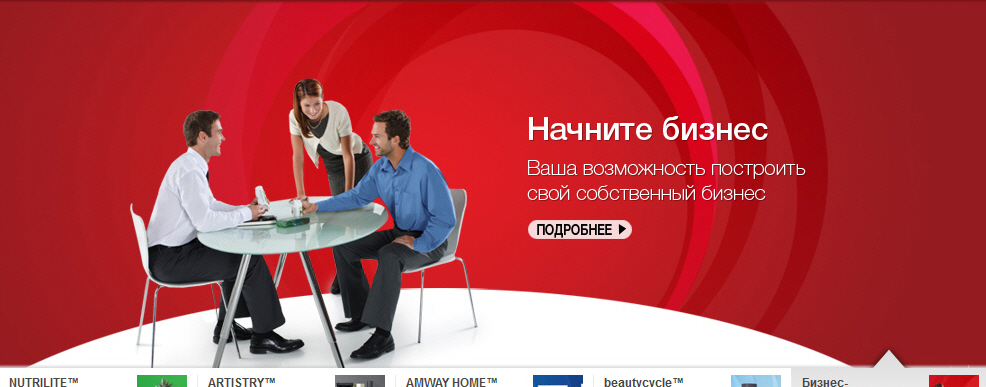 Начните бизнес
Ваша возможность построить
свой собственный бизнес
ПОДРОБНЕЕ
NUTRILITE™
ARTISTRY™
AMWAY HOME™
beautycycle™
Бизнес-